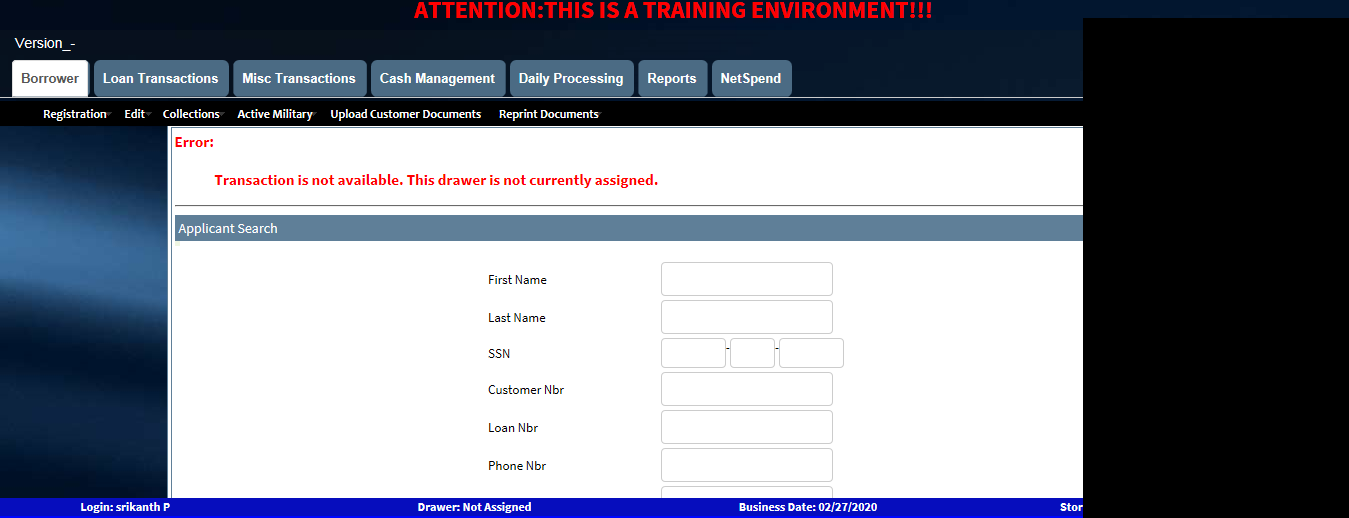 ATTENTION:THIS IS A TRAINING ENVIRONMENT!!!
Version_-
Borrower Loan Transactions Misc Transactions Cash Management Daily Processing Reports NetSpend
Registration Edit Collections Active Military Upload Customer Documents Reprint Documents
Error:
Transaction is not available. This drawer is not currently assigned.
Applicant Search
First Name
Last Name
SSN - -
Customer Nbr
Loan Nbr
Phone Nbr
Login: srikanth P Drawer: Not Assigned Business Date: 02/27/2020 Stor